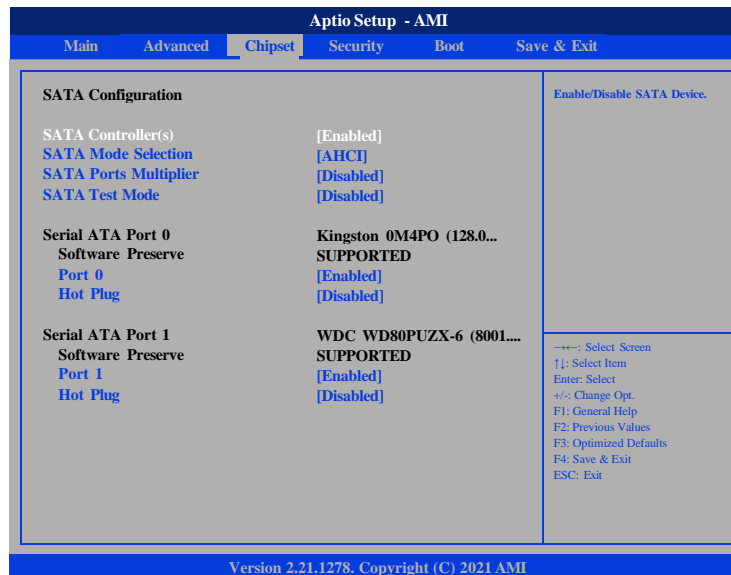 Aptio Setup - AMI
Main Advanced Chipset Security Boot Save & Exit
SATA Configuration
SATA Controller(s) [Enabled]
SATA Mode Selection [AHCI]
SATA Ports Multiplier [Disabled]
SATA Test Mode [Disabled]
Serial ATA Port 0 Kingston 0M4PO (128.0...
Software Preserve SUPPORTED
Port 0 [Enabled]
Hot Plug [Disabled]
Serial ATA Port 1 WDC WD80PUZX-6 (8001....
Software Preserve SUPPORTED
Port 1 [Enabled]
Hot Plug [Disabled]
Enable/Disable SATA Device.
→←: Select Screen
↑↓: Select Item
Enter: Select
+/-: Change Opt.
F1: General Help
F2: Previous Values
F3: Optimized Defaults
F4: Save & Exit
ESC: Exit
Version 2.21.1278. Copyright (C) 2021 AMI